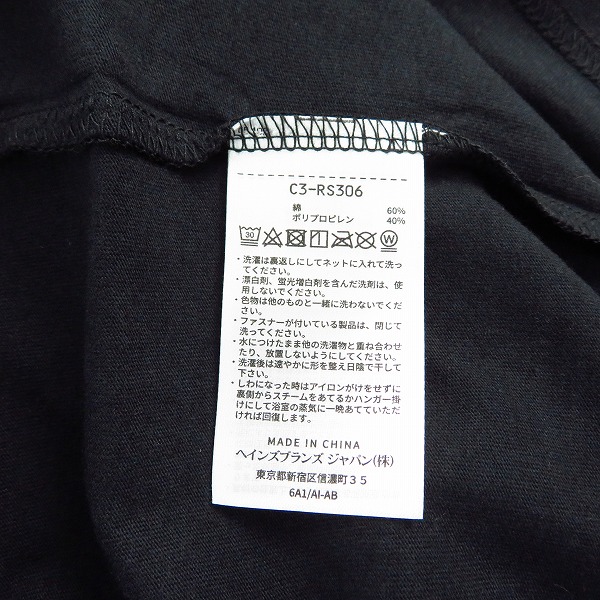 C3-RS306
綿 60%
ポリプロピレン 40%
30 W
・洗濯は裏返しにしてネットに入れて洗っ
てください。
・漂白剤、蛍光増白剤を含んだ洗剤は、使
用しないでください。
・色物は他のものと一緒に洗わないでくだ
さい。
・ファスナーが付いている製品は、閉じて
洗ってください。
・水につけたまま他の洗濯物と重ね合わせ
たり、放置しないようにしてください。
・洗濯後は速やかに形を整え日陰で干して
下さい。
・しわになった時はアイロンがけをせずに
裏側からスチームをあてるかハンガー掛
けにして浴室の蒸気に一晩あてていただ
ければ回復します。
MADE IN CHINA
ヘインズブランズ ジャパン(株)
東京都新宿区信濃町35
6A1/AI-AB